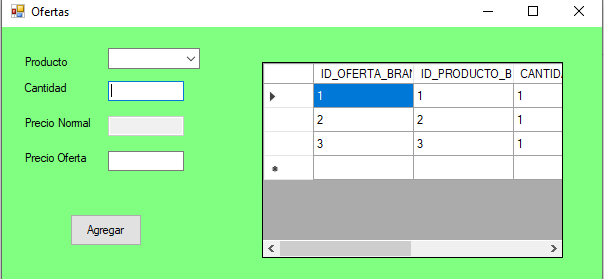 Ofertas
Producto
Cantidad
Precio Normal
Precio Oferta
Agregar
ID_OFERTA_BRAN ID_PRODUCTO_B CANTIDA
1 1 1
2 2 1
3 3 1